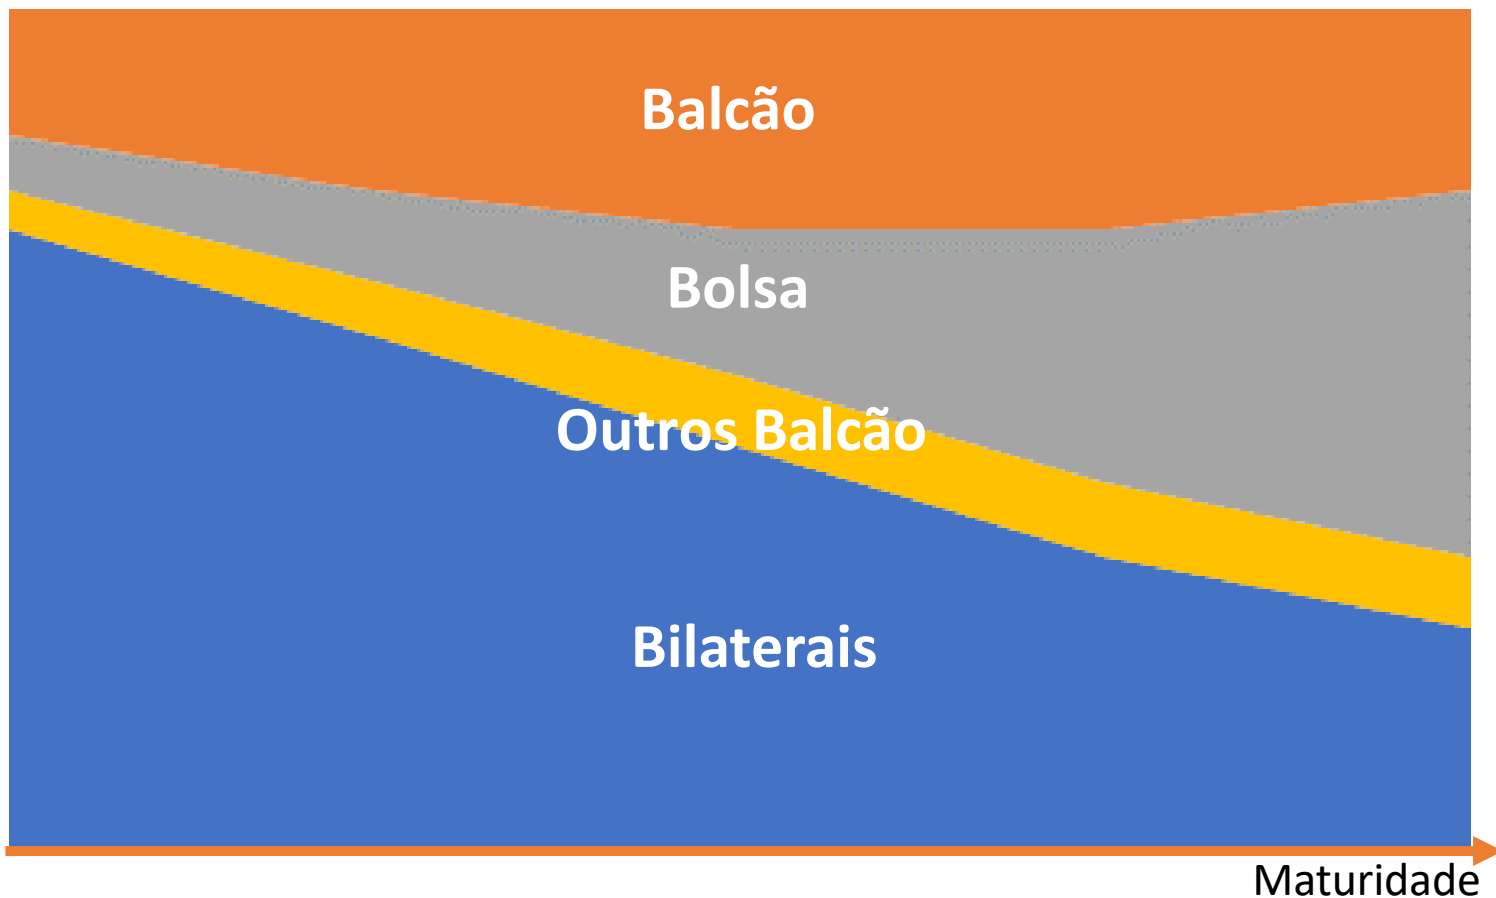 Balcão
Bolsa
Outros Balcão
Bilaterais
Maturidade